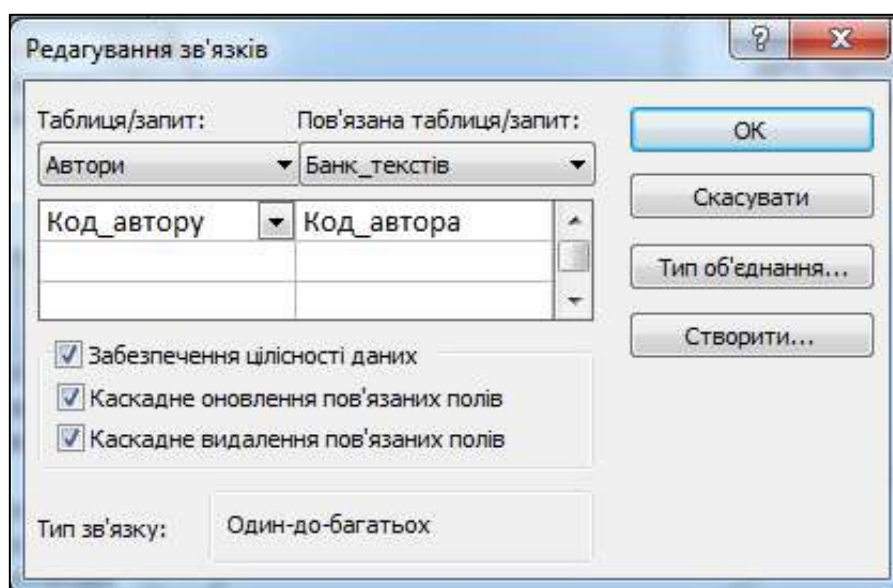 Редагування зв'язків
Таблиця/запит: Пов'язана таблиця/запит:
Автори Банк_текстів
Код_автору Код_автора
Забезпечення цілісності даних
Каскадне оновлення пов'язаних полів
Каскадне видалення пов'язаних полів
Тип зв'язку: Один-до-багатьох
ОК
Скасувати
Тип об'єднання...
Створити...